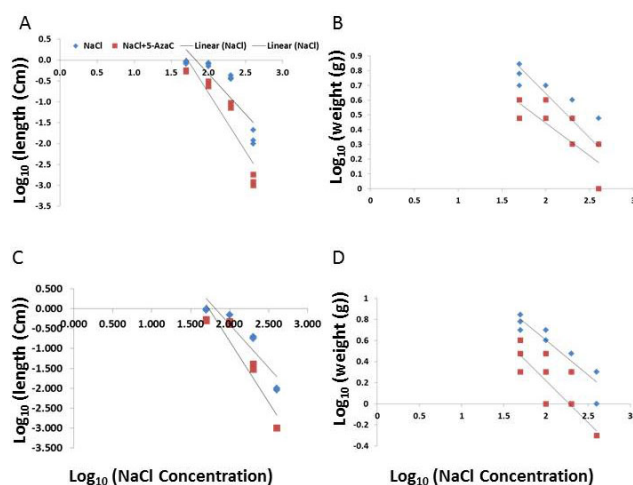 A
B
NaCl NaCl+5-AzaC Linear (NaCl) Linear (NaCl)
0.5
0.0
-0.5
-1.0
-1.5
-2.0
-2.5
-3.0
-3.5
0.0 0.5 1.0 1.5 2.0 2.5 3.0
Log10 (length (Cm))
0.9
0.8
0.7
0.6
0.5
0.4
0.3
0.2
0.1
0
0 0.5 1 1.5 2 2.5 3
Log10 (weight (g))
C
D
0.500
0.000
-0.500
-1.000
-1.500
-2.000
-2.500
-3.000
-3.500
0.000 0.500 1.000 1.500 2.000 2.500 3.000
Log10 (length (Cm))
1
0.8
0.6
0.4
0.2
0
-0.2
-0.4
0 0.5 1 1.5 2 2.5 3
Log10 (weight (g))
Log10 (NaCl Concentration)
Log10 (NaCl Concentration)